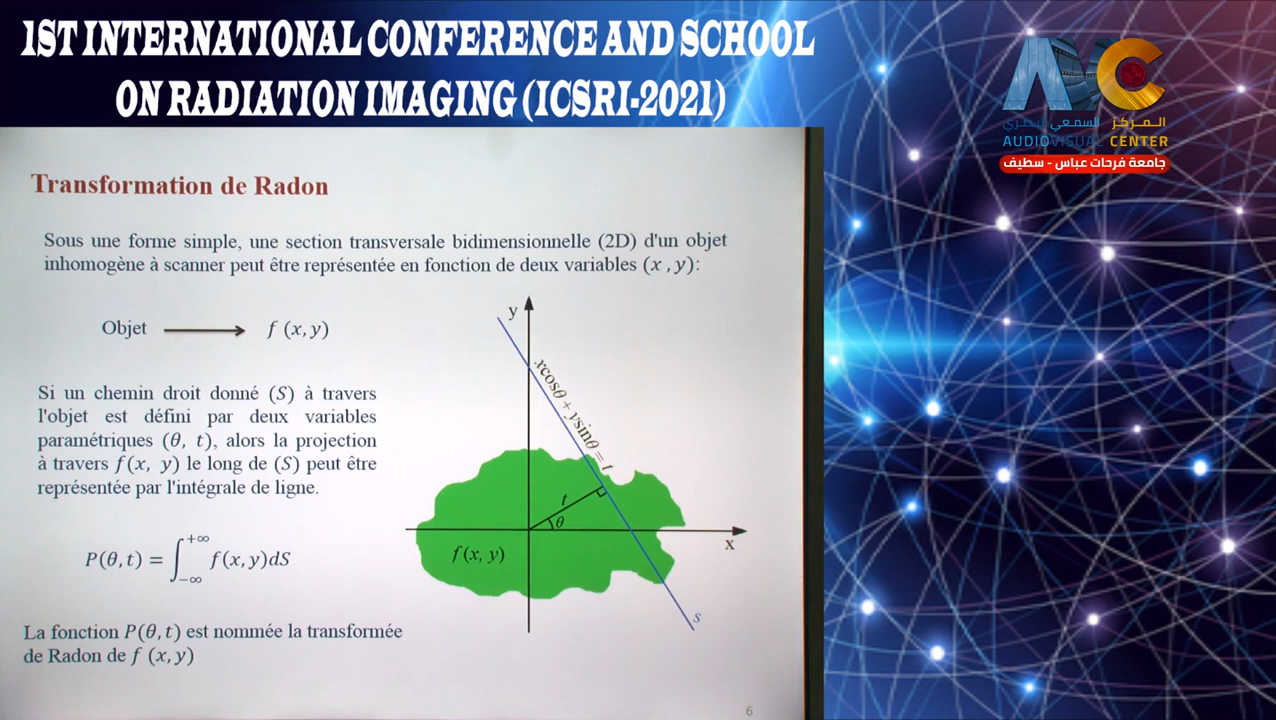 1ST INTERNATIONAL CONFERENCE AND SCHOOL
ON RADIATION IMAGING (ICSRI-2021)
المركز السمعي البصري
AUDIOVISUAL CENTER
جامعة فرحات عباس - سطيف
Transformation de Radon
Sous une forme simple, une section transversale bidimensionnelle (2D) d'un objet
inhomogène à scanner peut être représentée en fonction de deux variables (x , y):
Objet ⟶ f (x, y)
Si un chemin droit donné (S) à travers
l'objet est défini par deux variables
paramétriques (θ, t), alors la projection
à travers f(x, y) le long de (S) peut être
représentée par l'intégrale de ligne.
P(θ, t) = ∫_{-∞}^{+∞} f(x, y)dS
La fonction P(θ, t) est nommée la transformée
de Radon de f (x, y)
y
xcosθ + ysinθ = t
t
θ
x
f(x, y)
s
6